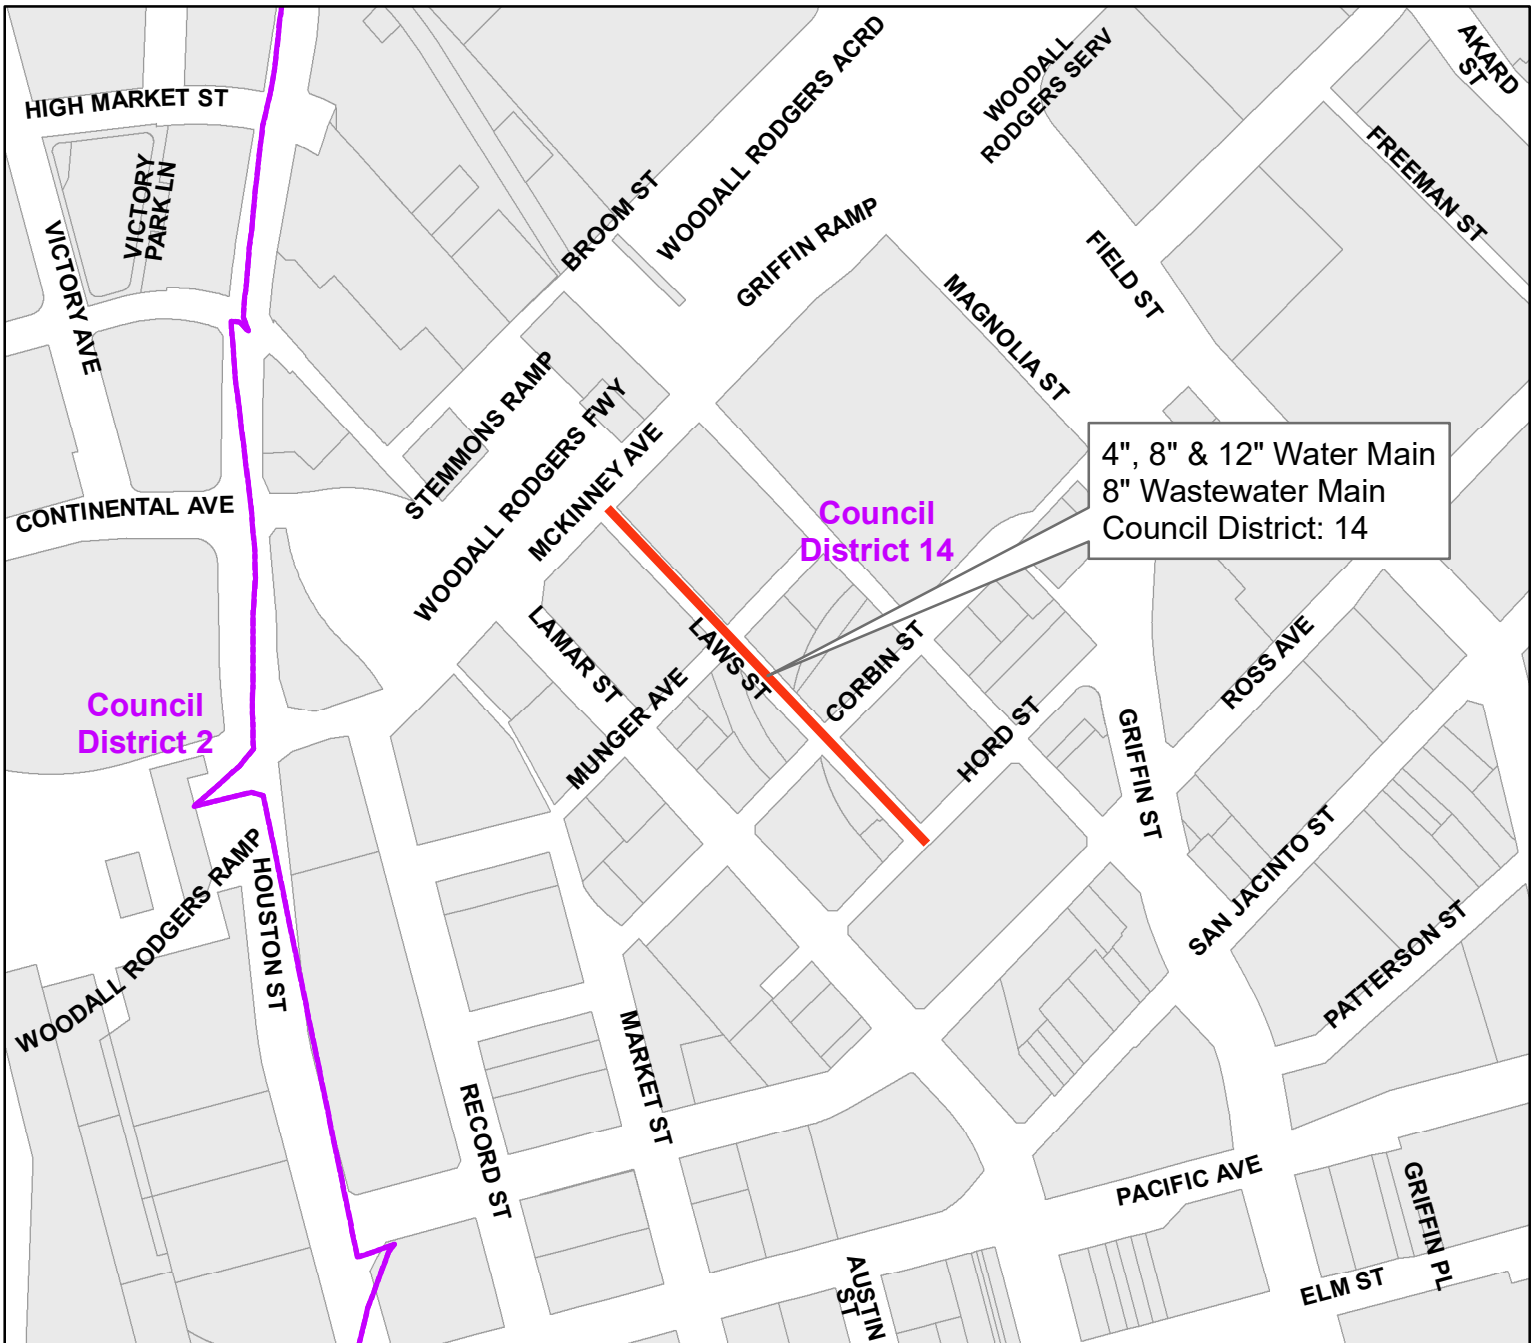 AKARD
ST
WOODALL RODGERS ACRD
WOODALL
RODGERS SERV
HIGH MARKET ST
FREEMAN ST
VICTORY
PARK LN
BROOM ST
GRIFFIN RAMP
FIELD ST
VICTORY AVE
MAGNOLIA ST
STEMMONS RAMP
WOODALL RODGERS FWY
MCKINNEY AVE
4", 8" & 12" Water Main
8" Wastewater Main
Council District: 14
CONTINENTAL AVE
Council
District 14
LAMAR ST
LAWS ST
CORBIN ST
ROSS AVE
MUNGER AVE
Council
District 2
HORD ST
GRIFFIN ST
WOODALL RODGERS RAMP
HOUSTON ST
SAN JACINTO ST
PATTERSON ST
MARKET ST
RECORD ST
PACIFIC AVE
GRIFFIN PL
AUSTIN
ST
ELM ST